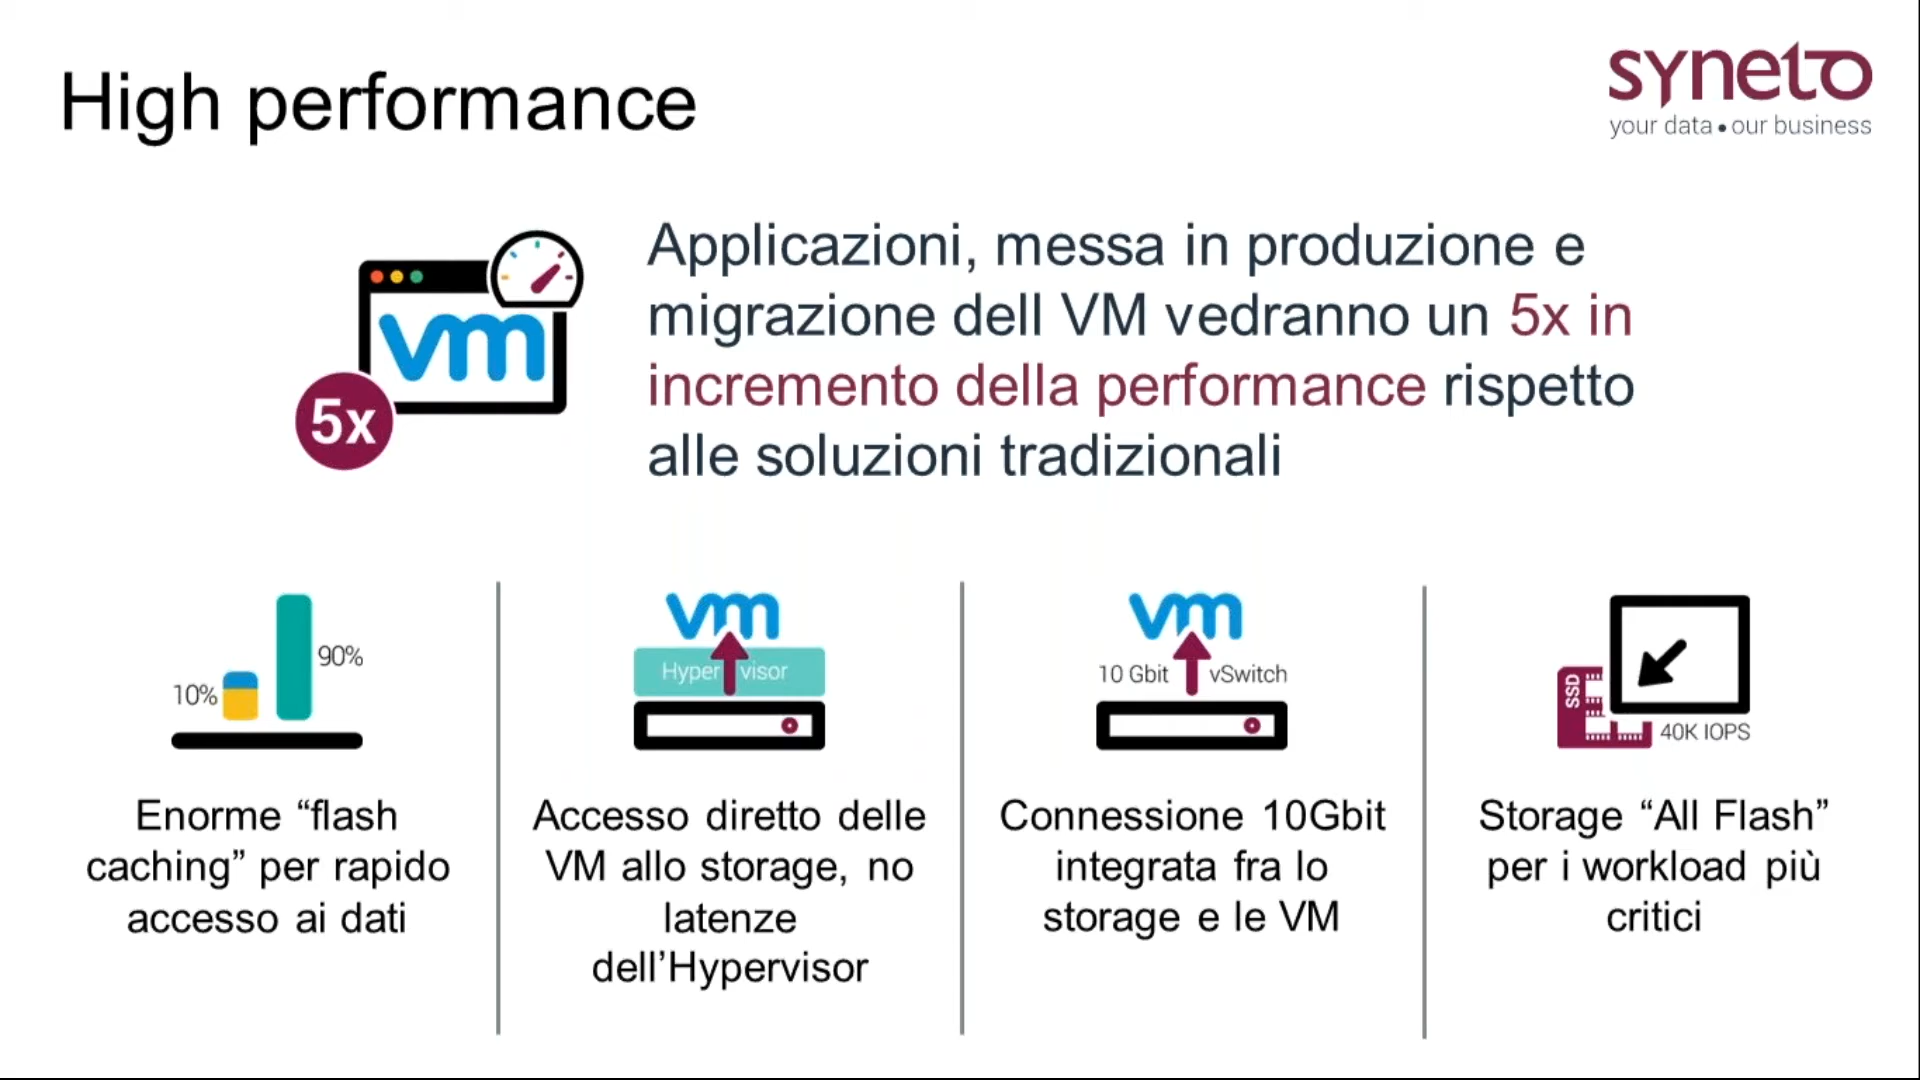 High performance
syneto
your data • our business
vm
5x
Applicazioni, messa in produzione e
migrazione dell VM vedranno un 5x in
incremento della performance rispetto
alle soluzioni tradizionali
10%
90%
Enorme “flash
caching” per rapido
accesso ai dati
vm
Hypervisor
Accesso diretto delle
VM allo storage, no
latenze
dell’Hypervisor
vm
10 Gbit vSwitch
Connessione 10Gbit
integrata fra lo
storage e le VM
SSD
40K IOPS
Storage “All Flash”
per i workload più
critici